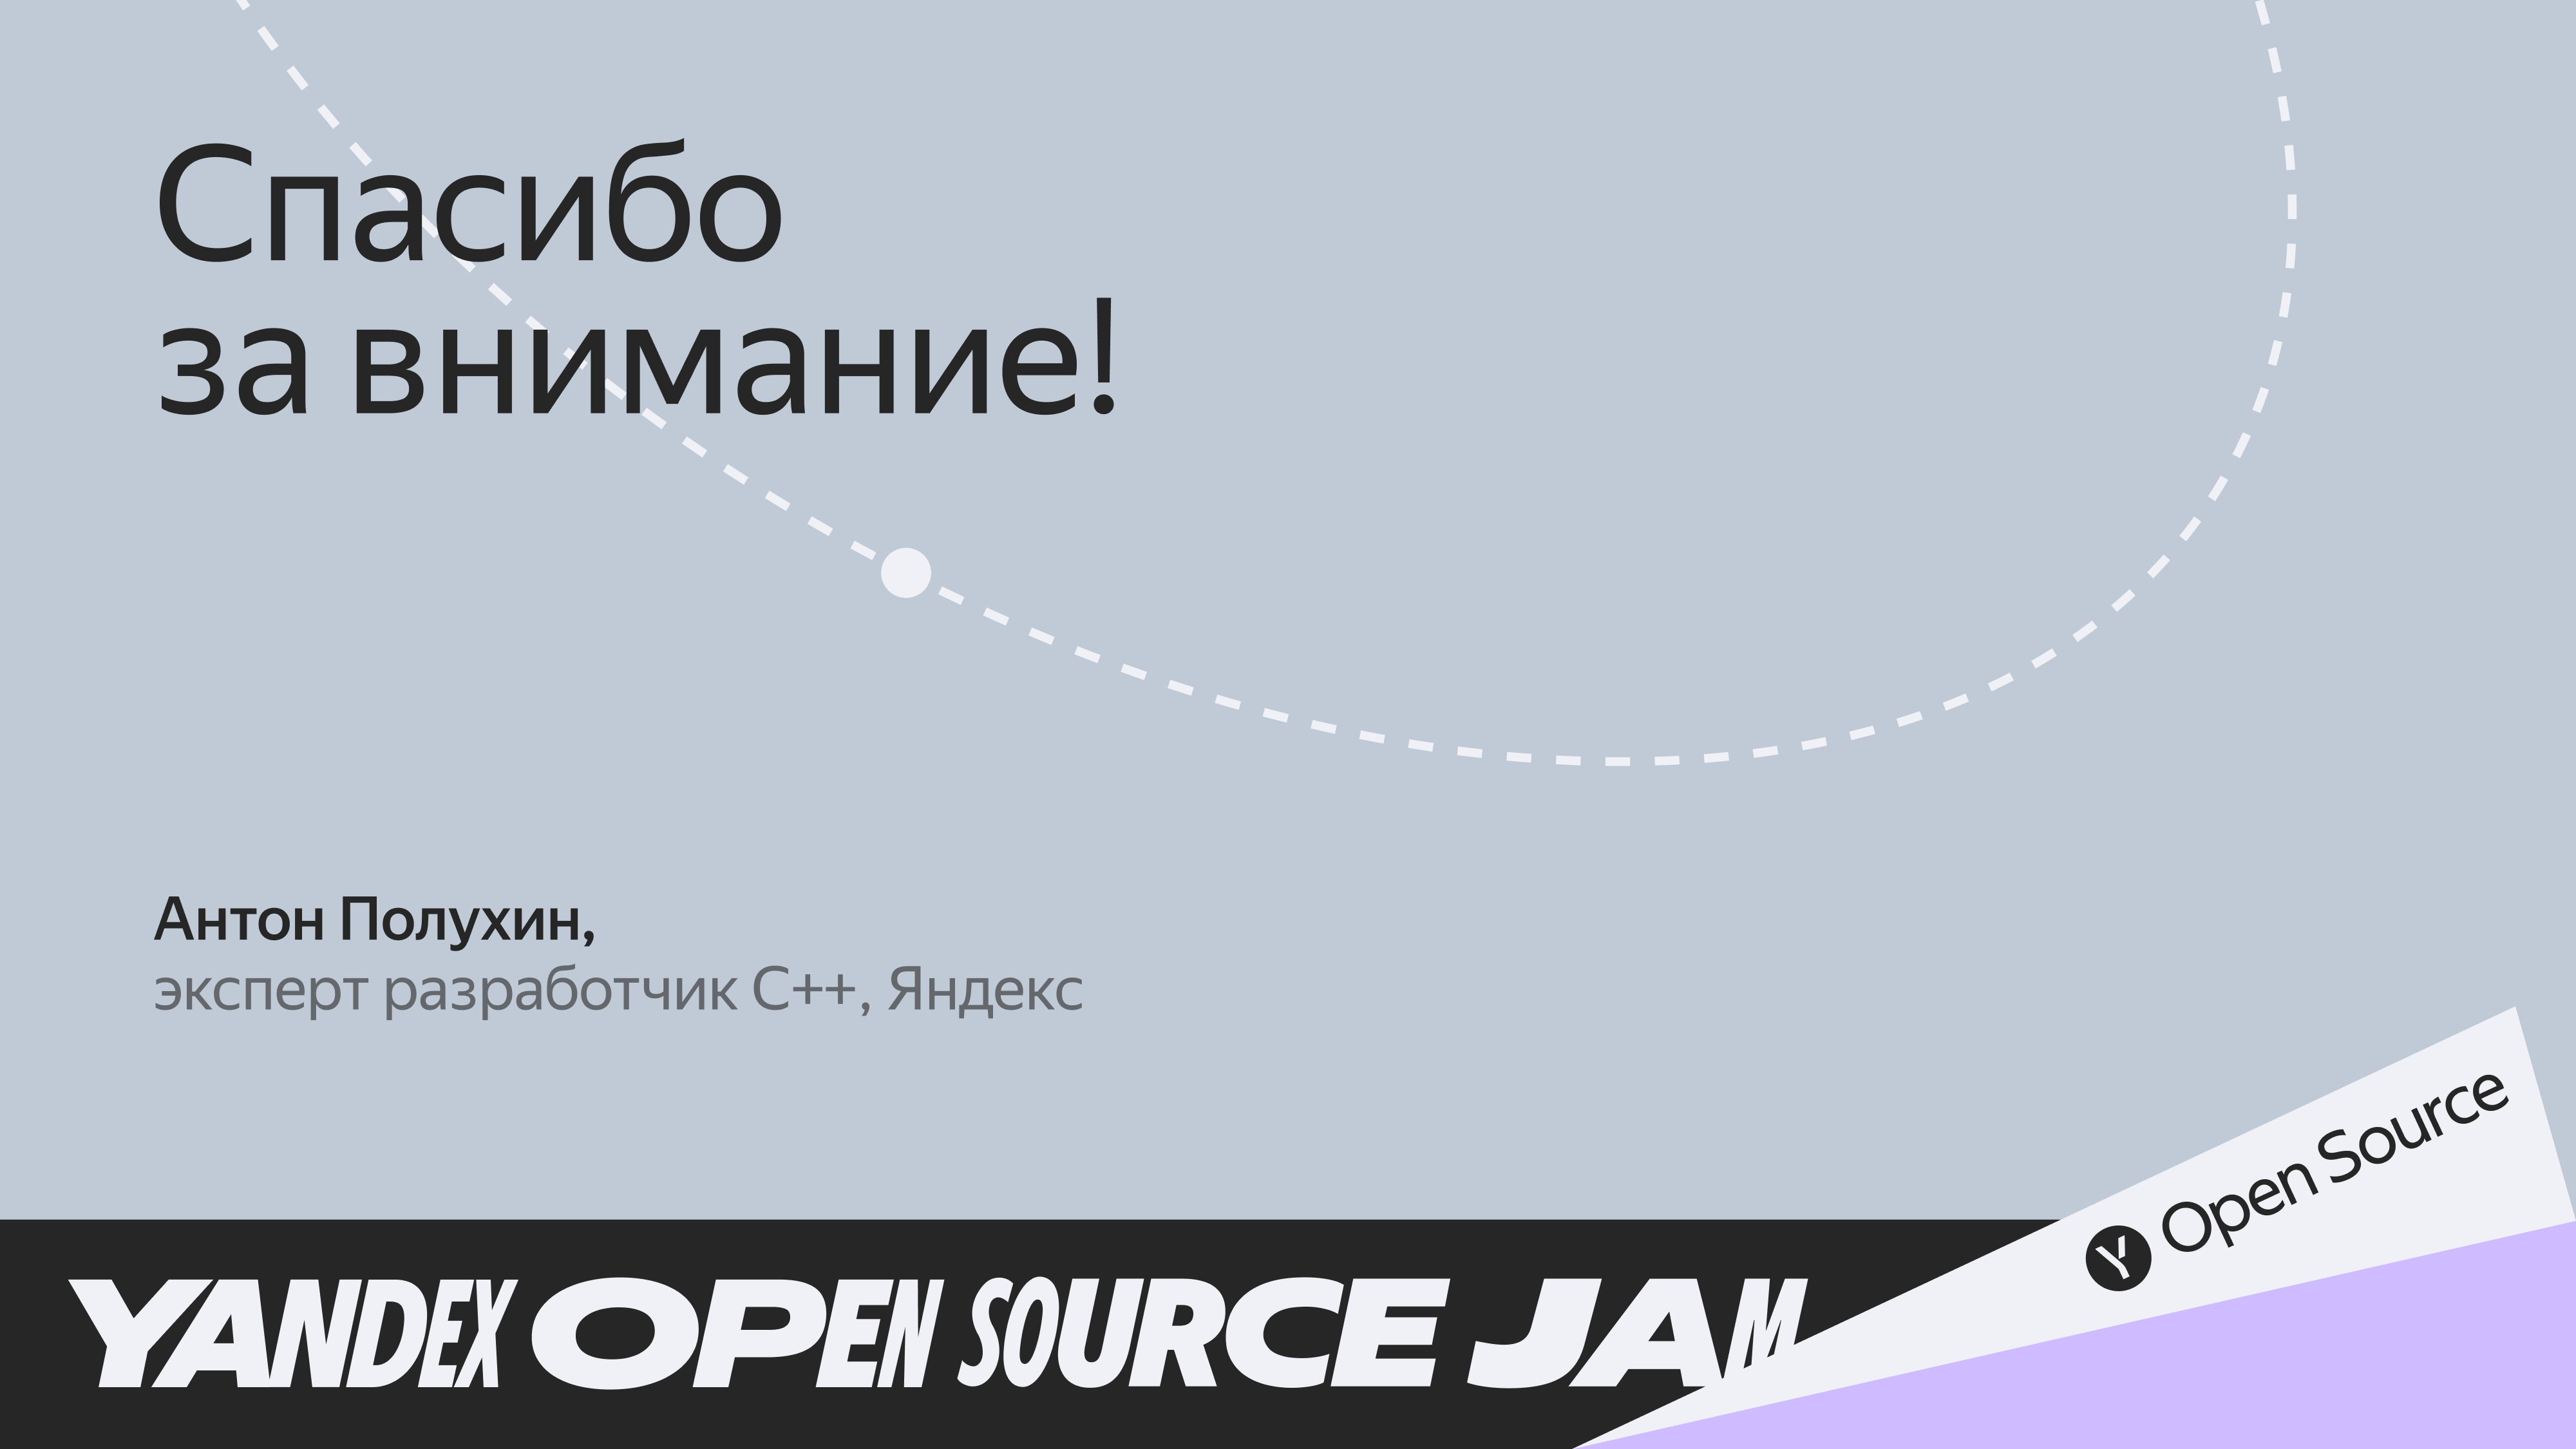 Спасибо
за внимание!
Антон Полухин,
эксперт разработчик C++, Яндекс
Open Source
YANDEX OPEN SOURCE JAM